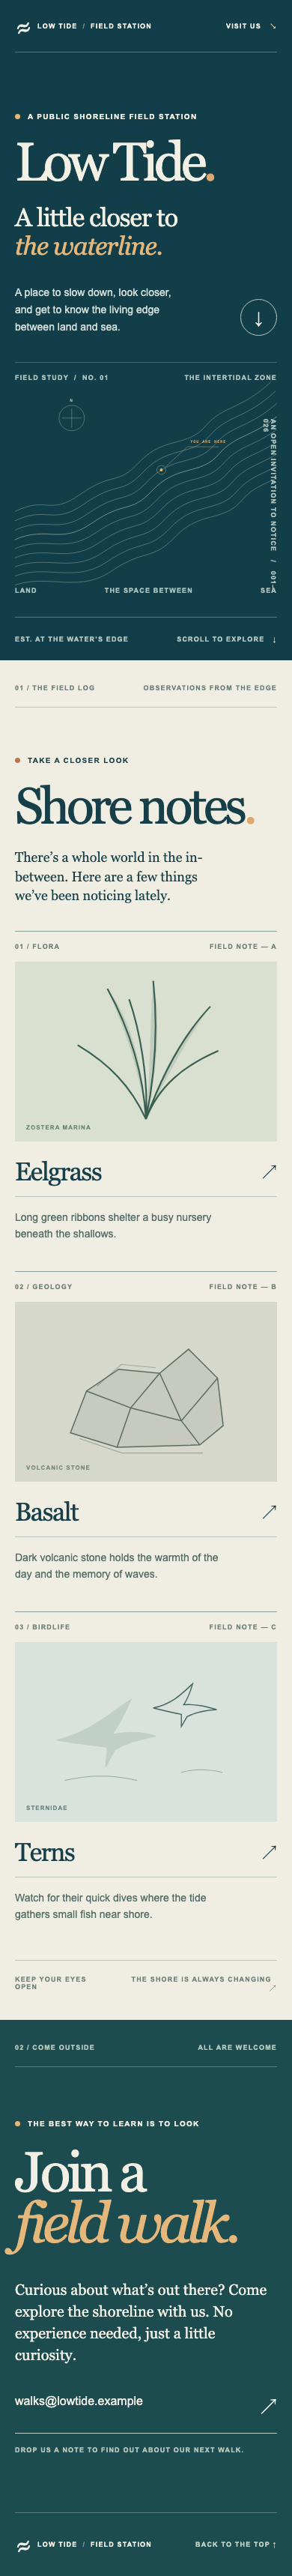 LOW TIDE / FIELD STATION
VISIT US ↘
A PUBLIC SHORELINE FIELD STATION
Low Tide.
A little closer to
the waterline.
A place to slow down, look closer,
and get to know the living edge
between land and sea.
↓
FIELD STUDY / NO. 01
THE INTERTIDAL ZONE
N
YOU ARE HERE
AN OPEN INVITATION TO NOTICE / 001–
026
LAND
THE SPACE BETWEEN
SEA
EST. AT THE WATER'S EDGE
SCROLL TO EXPLORE ↓
01 / THE FIELD LOG
OBSERVATIONS FROM THE EDGE
TAKE A CLOSER LOOK
Shore notes.
There's a whole world in the in-
between. Here are a few things
we've been noticing lately.
01 / FLORA
FIELD NOTE — A
ZOSTERA MARINA
Eelgrass ↗
Long green ribbons shelter a busy nursery
beneath the shallows.
02 / GEOLOGY
FIELD NOTE — B
VOLCANIC STONE
Basalt ↗
Dark volcanic stone holds the warmth of the
day and the memory of waves.
03 / BIRDLIFE
FIELD NOTE — C
STERNIDAE
Terns ↗
Watch for their quick dives where the tide
gathers small fish near shore.
KEEP YOUR EYES
OPEN
THE SHORE IS ALWAYS CHANGING
↗
02 / COME OUTSIDE
ALL ARE WELCOME
THE BEST WAY TO LEARN IS TO LOOK
Join a
field walk.
Curious about what's out there? Come
explore the shoreline with us. No
experience needed, just a little
curiosity.
walks@lowtide.example ↗
DROP US A NOTE TO FIND OUT ABOUT OUR NEXT WALK.
LOW TIDE / FIELD STATION
BACK TO THE TOP ↑